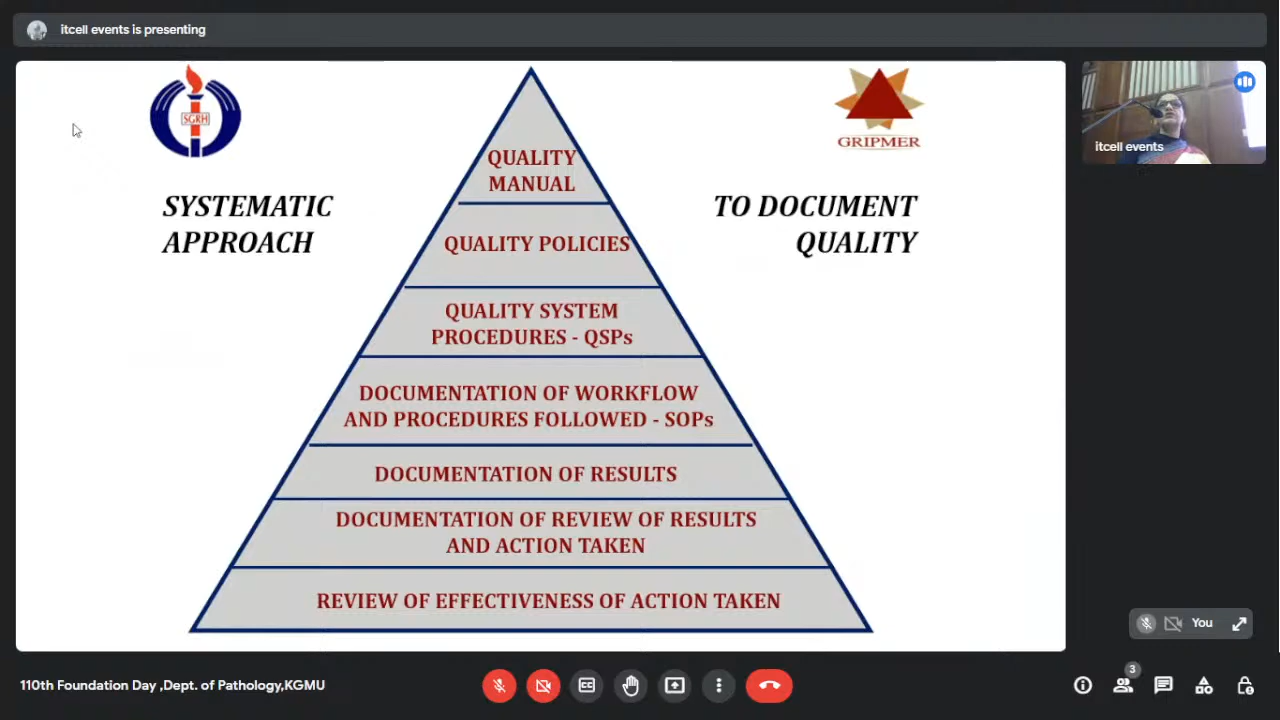 itcell events is presenting
SGRH
GRIPMER
SYSTEMATIC
APPROACH
TO DOCUMENT
QUALITY
QUALITY
MANUAL
QUALITY POLICIES
QUALITY SYSTEM
PROCEDURES - QSPs
DOCUMENTATION OF WORKFLOW
AND PROCEDURES FOLLOWED - SOPs
DOCUMENTATION OF RESULTS
DOCUMENTATION OF REVIEW OF RESULTS
AND ACTION TAKEN
REVIEW OF EFFECTIVENESS OF ACTION TAKEN
itcell events
You
110th Foundation Day ,Dept. of Pathology,KGMU
3